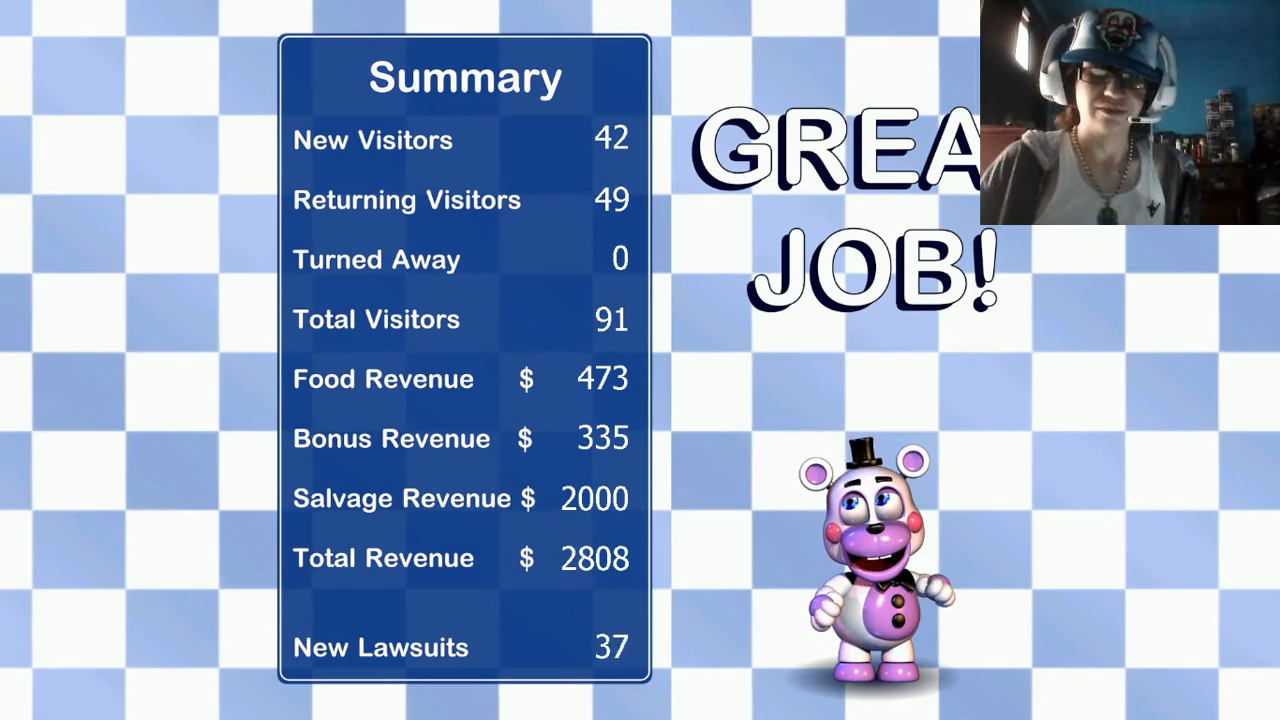 Summary
New Visitors 42
Returning Visitors 49
Turned Away 0
Total Visitors 91
Food Revenue $ 473
Bonus Revenue $ 335
Salvage Revenue $ 2000
Total Revenue $ 2808
New Lawsuits 37
GREA
JOB!